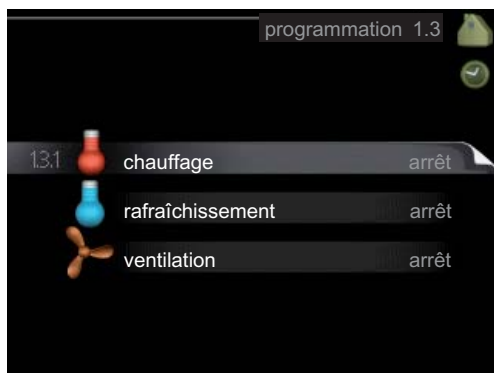 programmation 1.3
1.3.1 chauffage arrêt
rafraîchissement arrêt
ventilation arrêt